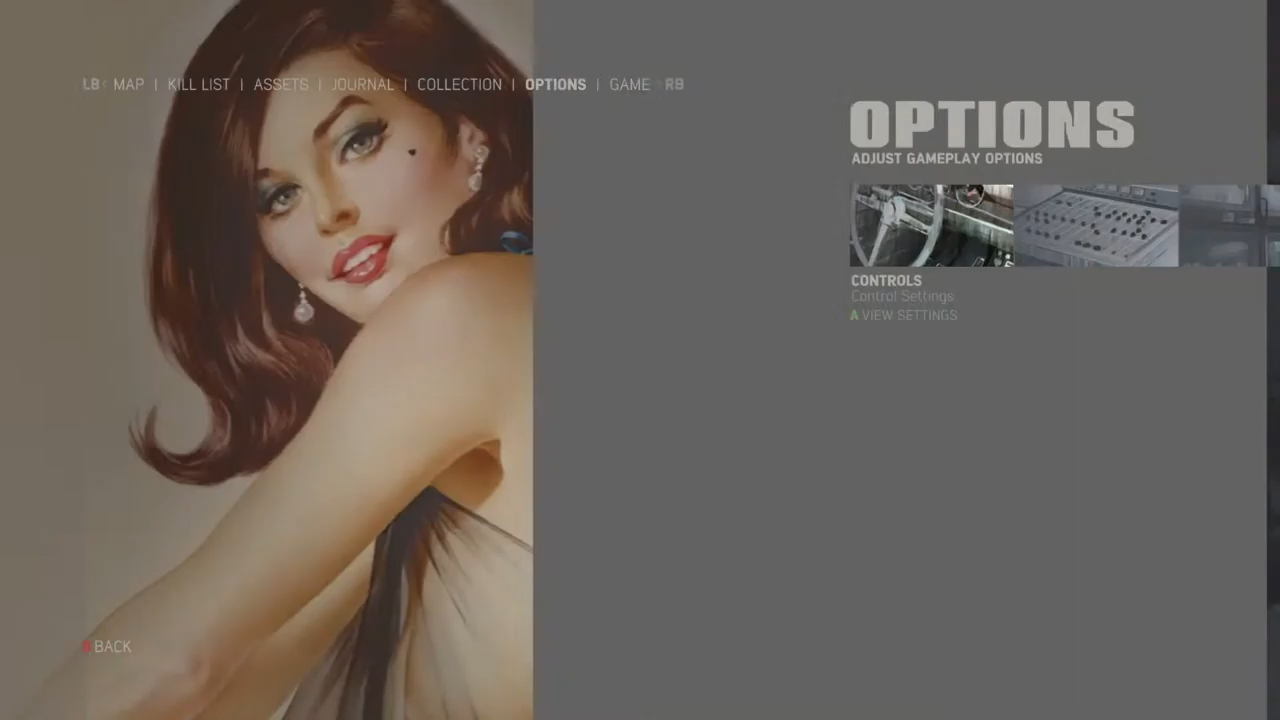 LB‹ MAP | KILL LIST | ASSETS | JOURNAL | COLLECTION | OPTIONS | GAME RB
OPTIONS
ADJUST GAMEPLAY OPTIONS
CONTROLS
Control Settings
A VIEW SETTINGS
BACK